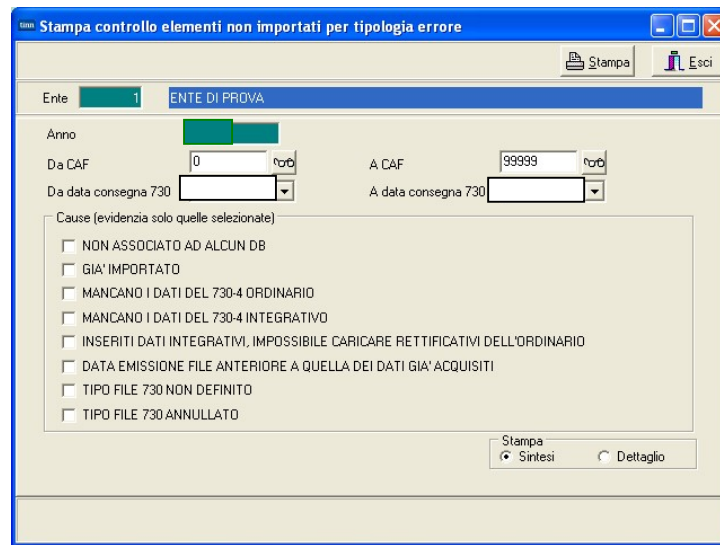 tinn Stampa controllo elementi non importati per tipologia errore
Stampa Esci
Ente 1 ENTE DI PROVA
Anno
Da CAF 0 A CAF 99999
Da data consegna 730 A data consegna 730
Cause (evidenzia solo quelle selezionate)
NON ASSOCIATO AD ALCUN DB
GIA' IMPORTATO
MANCANO I DATI DEL 730-4 ORDINARIO
MANCANO I DATI DEL 730-4 INTEGRATIVO
INSERITI DATI INTEGRATIVI, IMPOSSIBILE CARICARE RETTIFICATIVI DELL'ORDINARIO
DATA EMISSIONE FILE ANTERIORE A QUELLA DEI DATI GIA' ACQUISITI
TIPO FILE 730 NON DEFINITO
TIPO FILE 730 ANNULLATO
Stampa
Sintesi Dettaglio